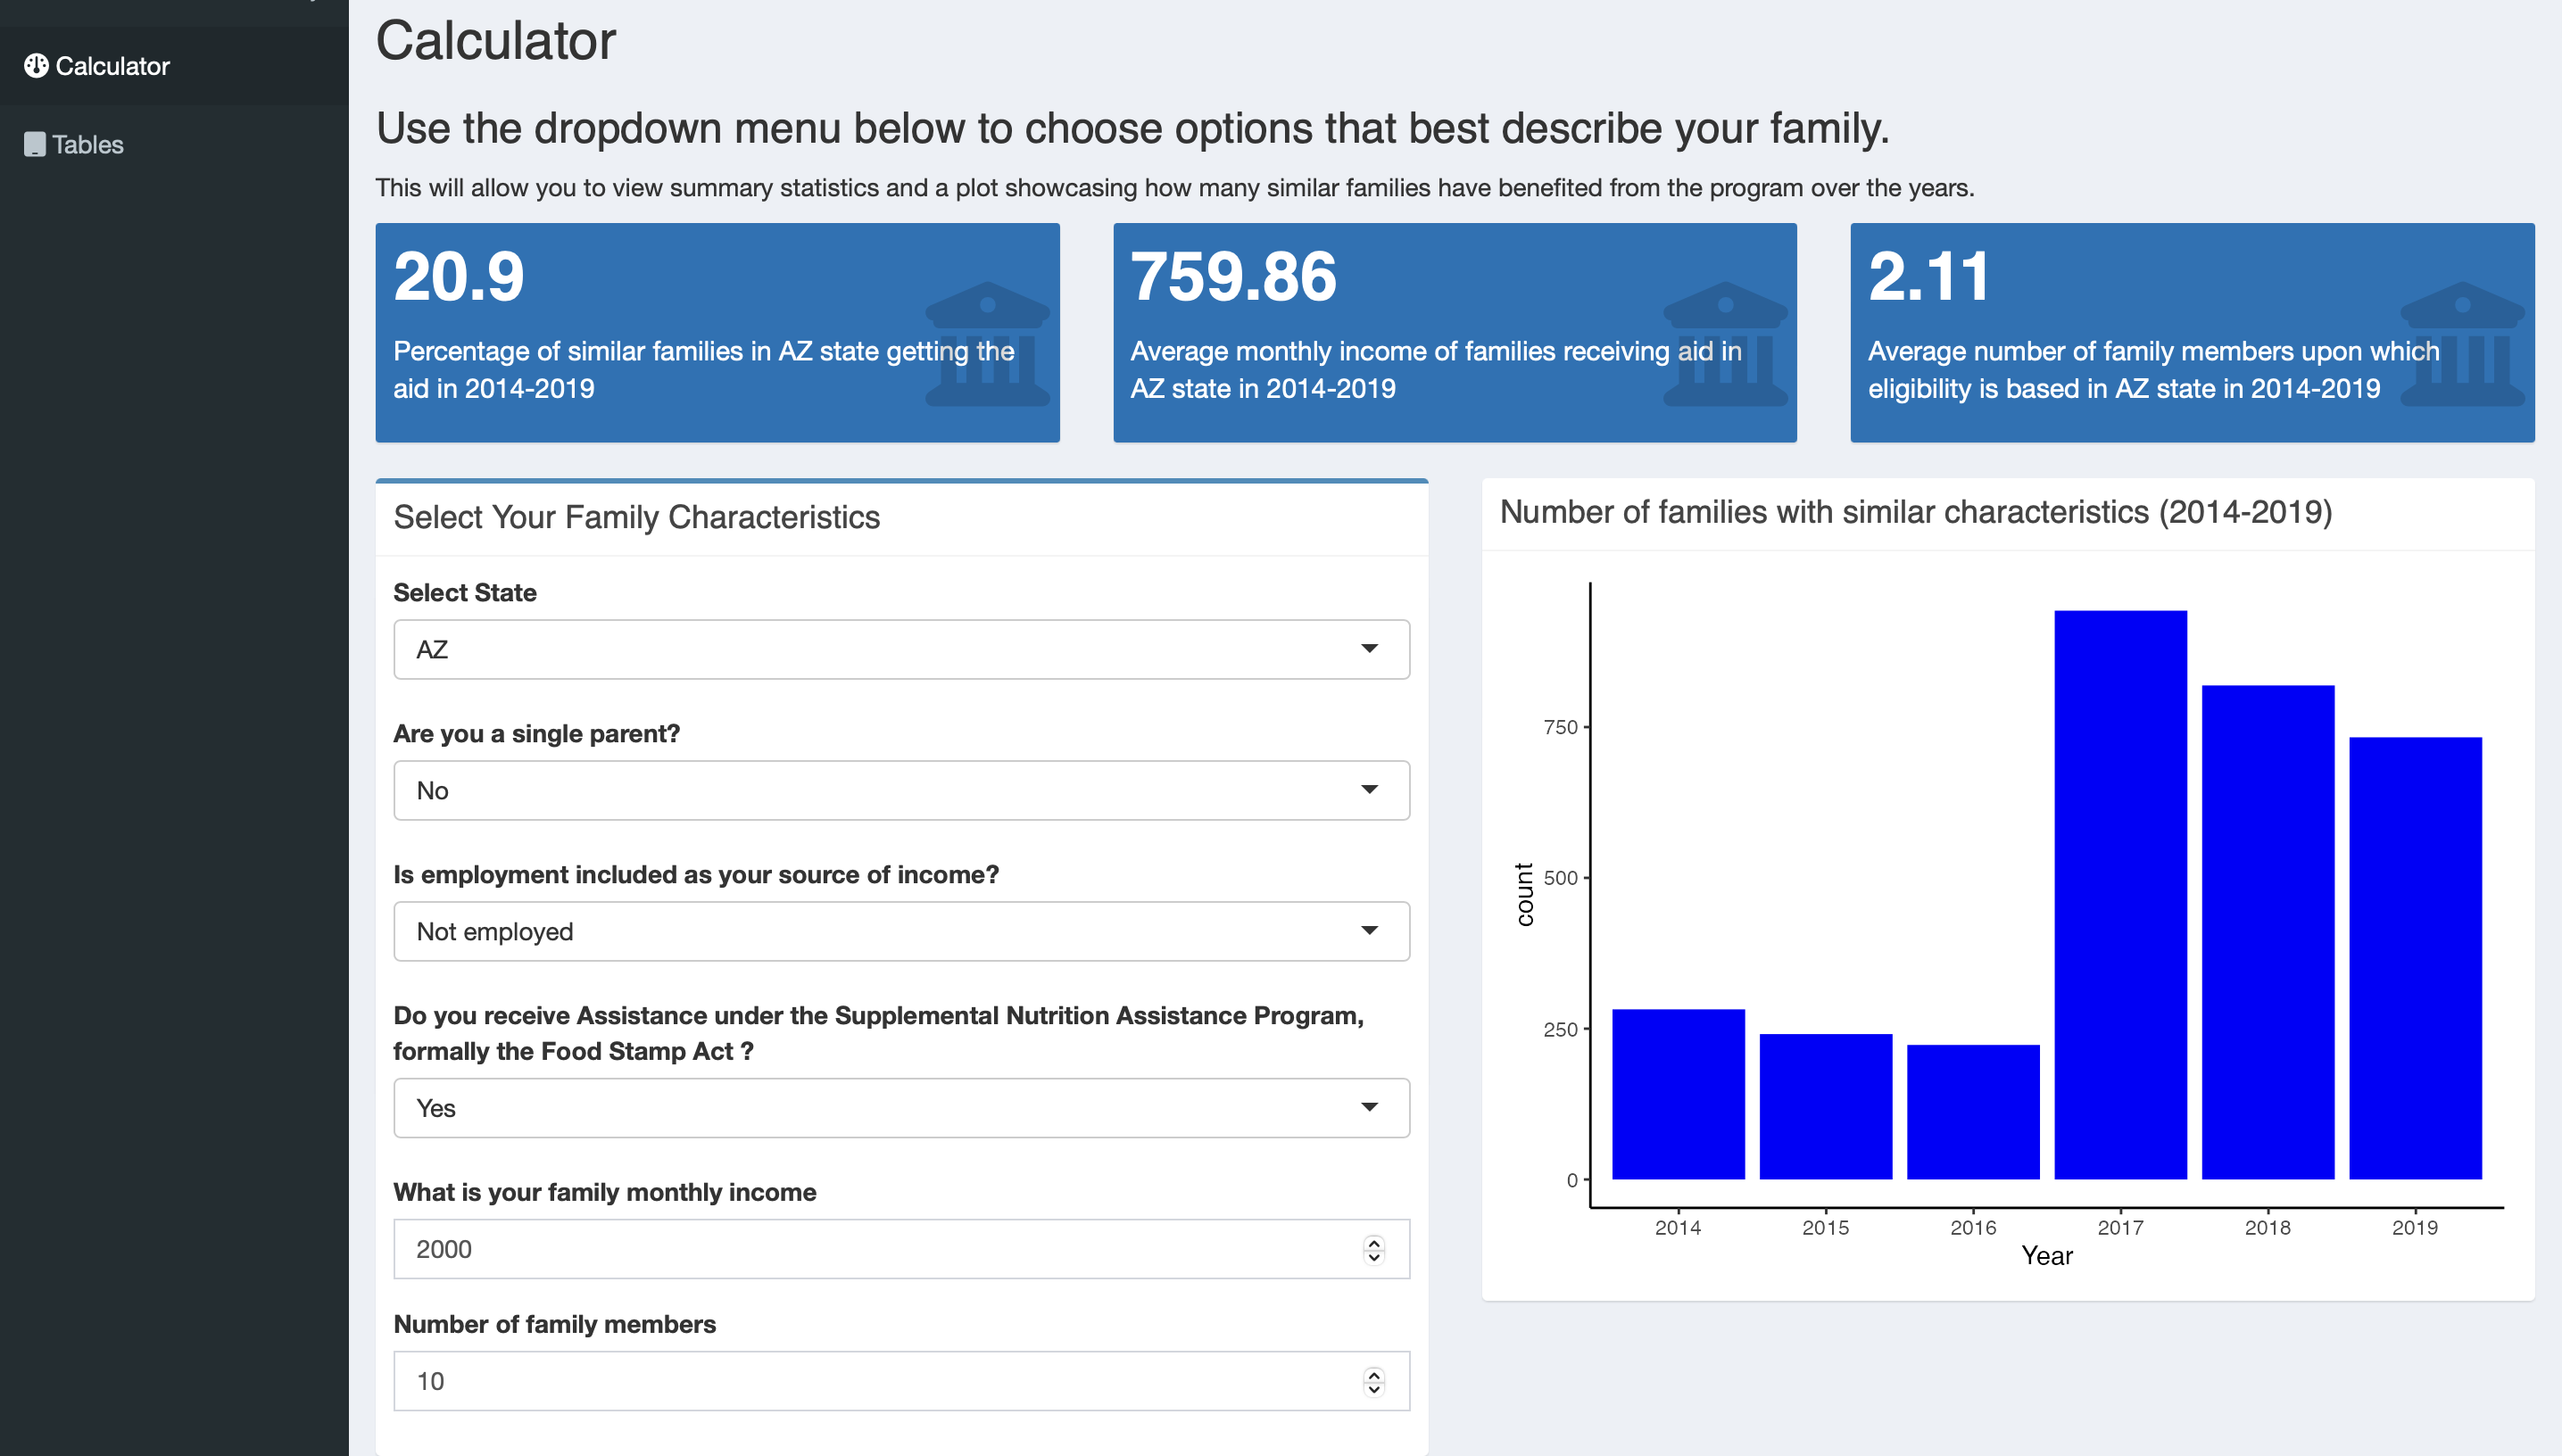 Calculator
Tables
Calculator
Use the dropdown menu below to choose options that best describe your family.
This will allow you to view summary statistics and a plot showcasing how many similar families have benefited from the program over the years.
20.9
Percentage of similar families in AZ state getting the
aid in 2014-2019
759.86
Average monthly income of families receiving aid in
AZ state in 2014-2019
2.11
Average number of family members upon which
eligibility is based in AZ state in 2014-2019
Select Your Family Characteristics
Select State
AZ
Are you a single parent?
No
Is employment included as your source of income?
Not employed
Do you receive Assistance under the Supplemental Nutrition Assistance Program,
formally the Food Stamp Act ?
Yes
What is your family monthly income
2000
Number of family members
10
Number of families with similar characteristics (2014-2019)
count
750
500
250
0
2014 2015 2016 2017 2018 2019
Year